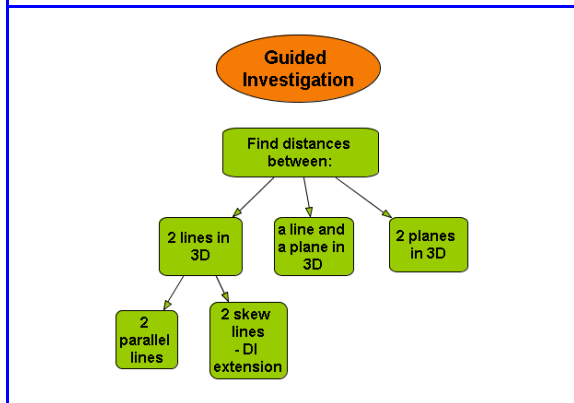 Guided
Investigation
Find distances
between:
2 lines in
3D
a line and
a plane in
3D
2 planes
in 3D
2
parallel
lines
2 skew
lines
- DI
extension